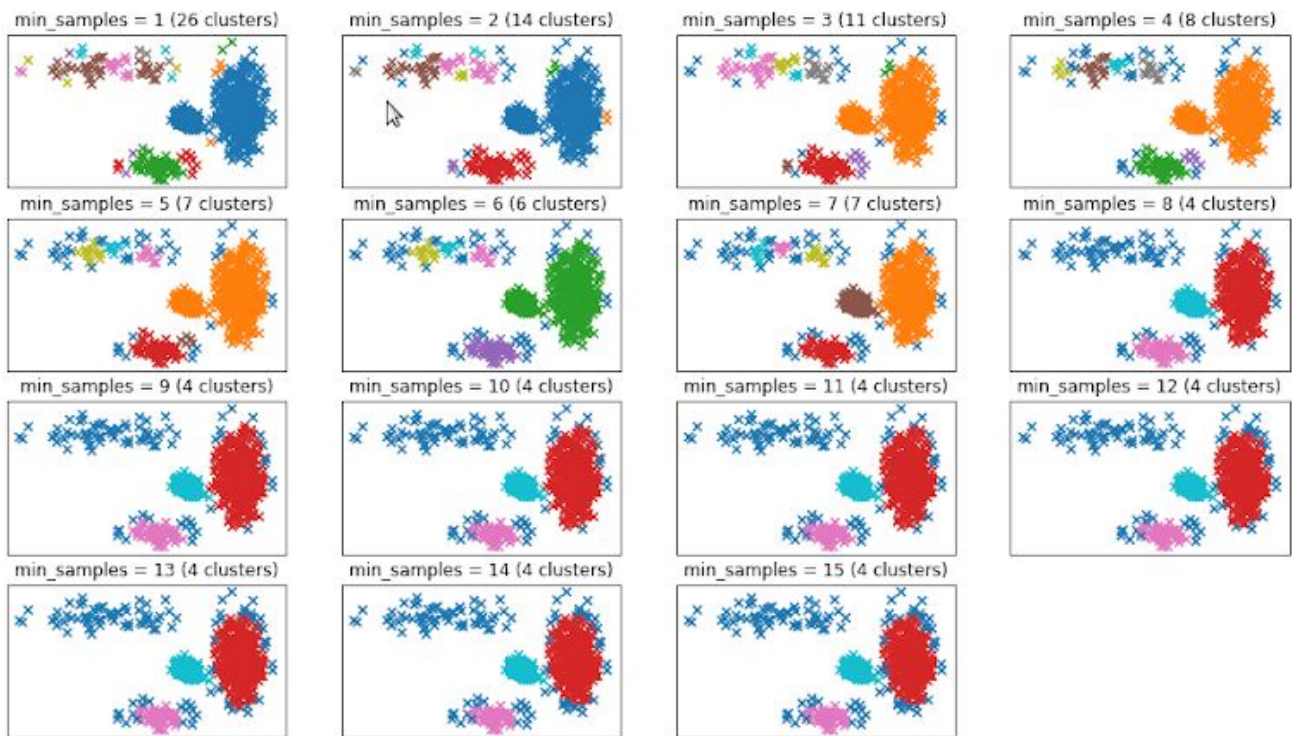 min_samples = 1 (26 clusters)
min_samples = 2 (14 clusters)
min_samples = 3 (11 clusters)
min_samples = 4 (8 clusters)
min_samples = 5 (7 clusters)
min_samples = 6 (6 clusters)
min_samples = 7 (7 clusters)
min_samples = 8 (4 clusters)
min_samples = 9 (4 clusters)
min_samples = 10 (4 clusters)
min_samples = 11 (4 clusters)
min_samples = 12 (4 clusters)
min_samples = 13 (4 clusters)
min_samples = 14 (4 clusters)
min_samples = 15 (4 clusters)